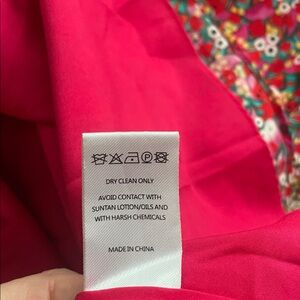 DRY CLEAN ONLY
AVOID CONTACT WITH
SUNTAN LOTION/OILS AND
WITH HARSH CHEMICALS
MADE IN CHINA